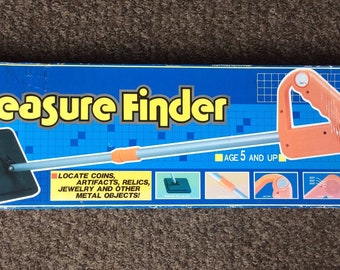 easure Finder
AGE 5 AND UP
LOCATE COINS,
ARTIFACTS, RELICS,
JEWELRY AND OTHER
METAL OBJECTS!